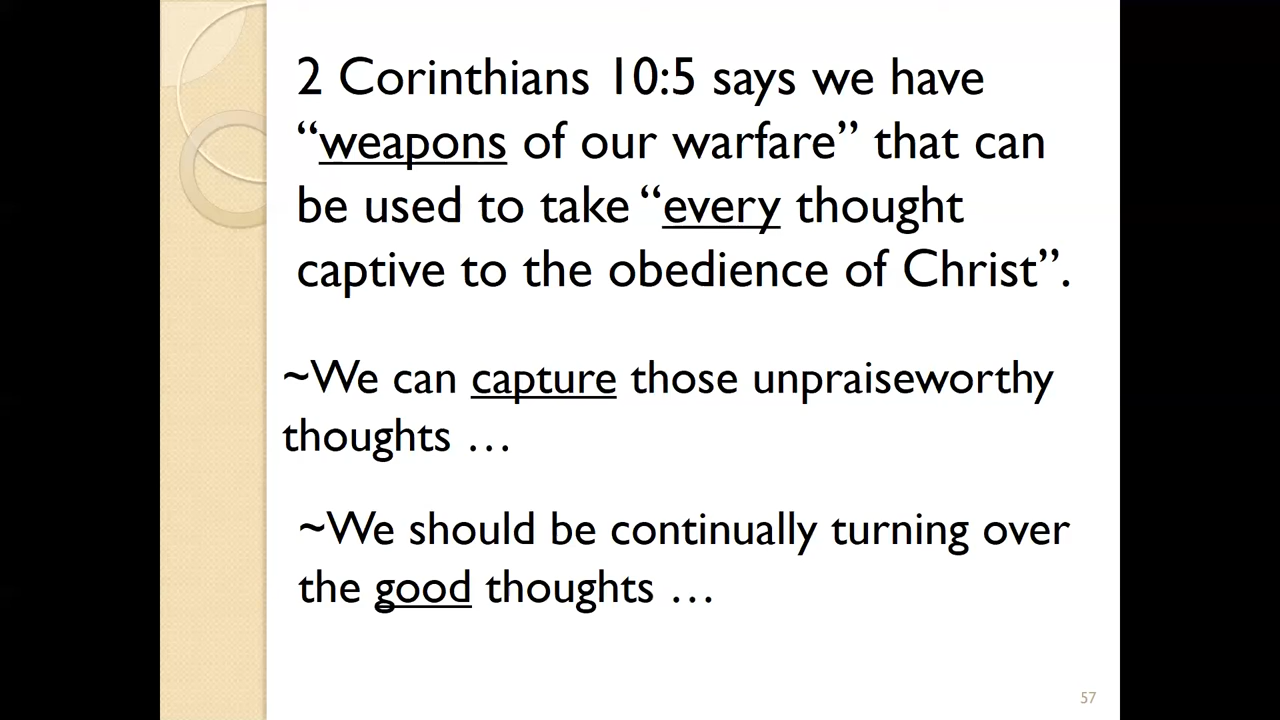 2 Corinthians 10:5 says we have
“weapons of our warfare” that can
be used to take “every thought
captive to the obedience of Christ”.
~We can capture those unpraiseworthy
thoughts …
~We should be continually turning over
the good thoughts …
57